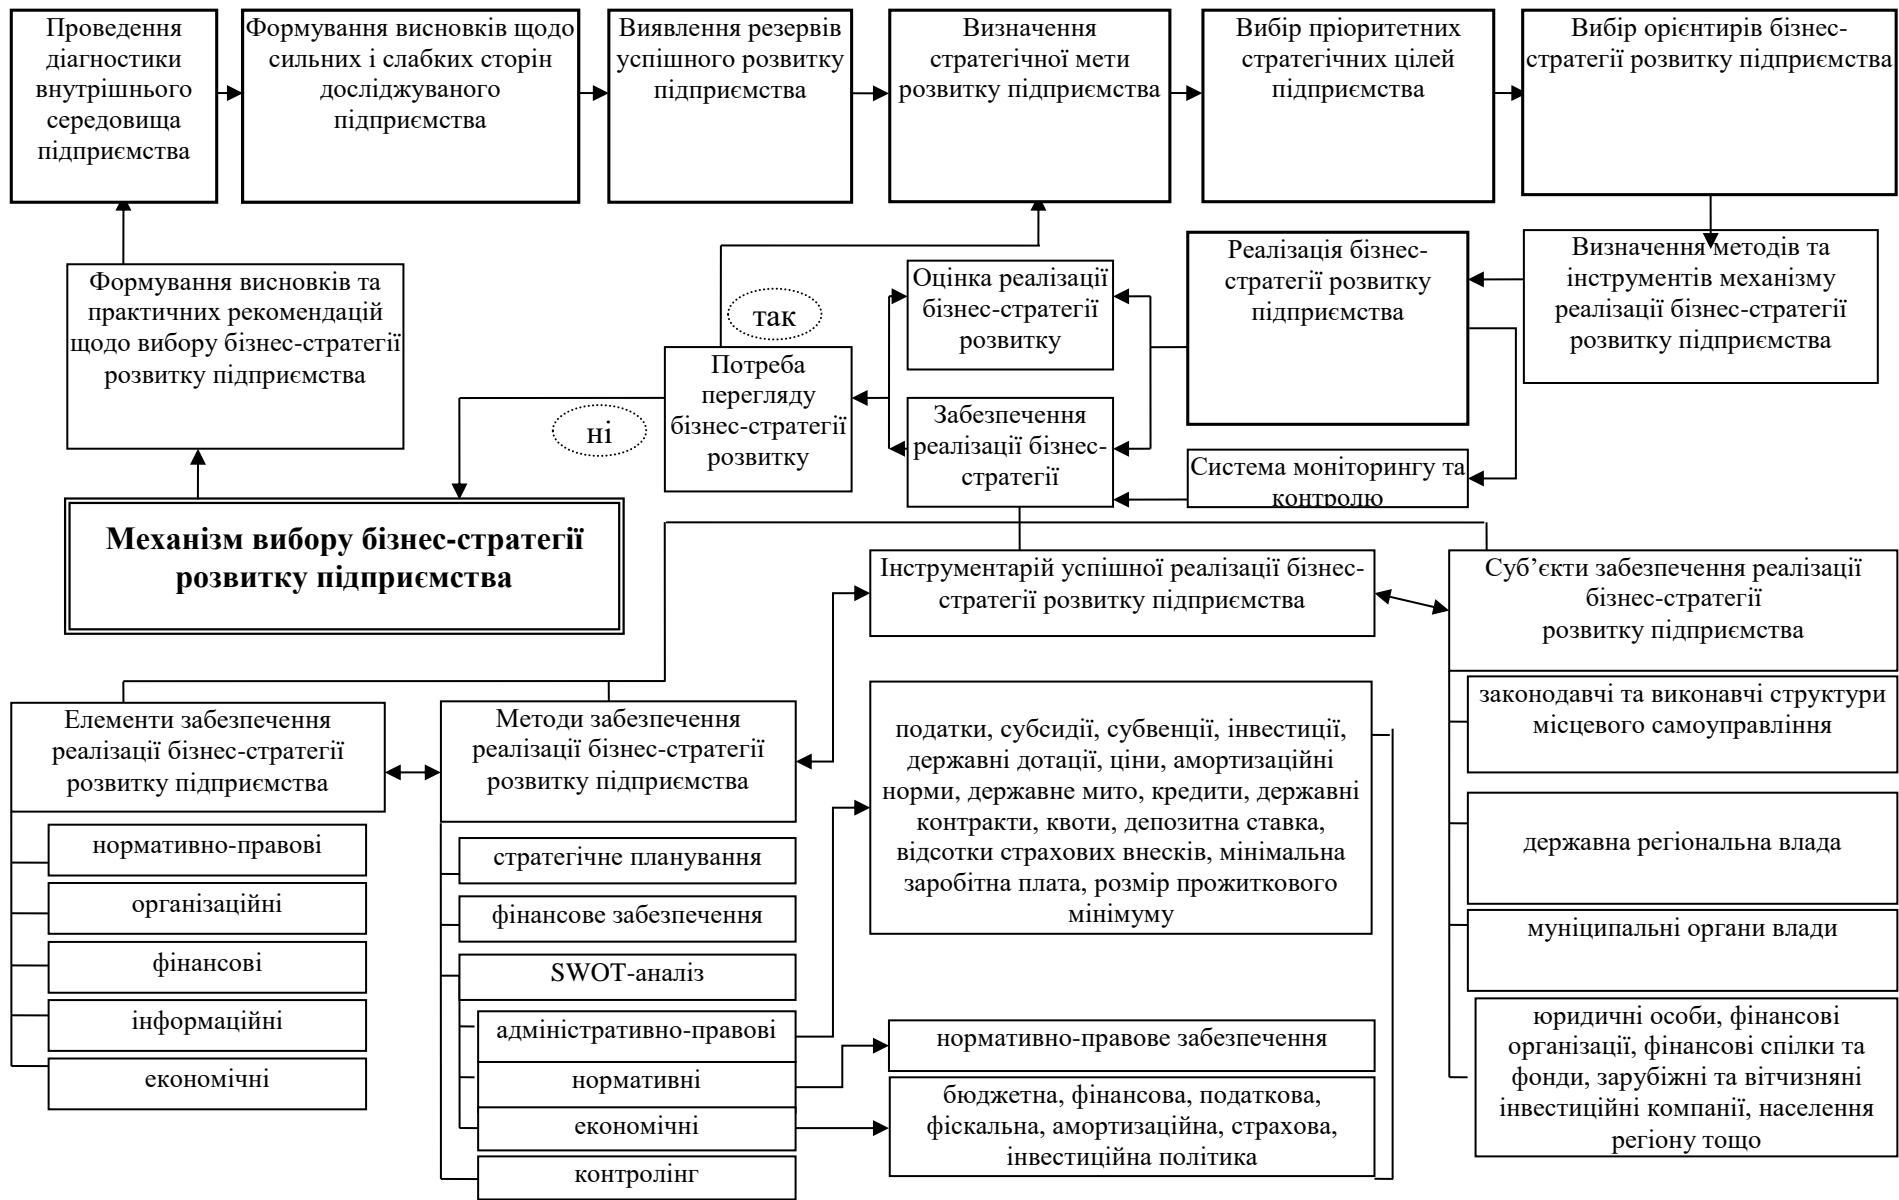 Проведення
діагностики
внутрішнього
середовища
підприємства
Формування висновків щодо
сильних і слабких сторін
досліджуваного
підприємства
Виявлення резервів
успішного розвитку
підприємства
Визначення
стратегічної мети
розвитку підприємства
Вибір пріоритетних
стратегічних цілей
підприємства
Вибір орієнтирів бізнес-
стратегії розвитку підприємства
Формування висновків та
практичних рекомендацій
щодо вибору бізнес-стратегії
розвитку підприємства
так
ні
Потреба
перегляду
бізнес-стратегії
розвитку
Оцінка реалізації
бізнес-стратегії
розвитку
Забезпечення
реалізації бізнес-
стратегії
Реалізація бізнес-
стратегії розвитку
підприємства
Система моніторингу та
контролю
Визначення методів та
інструментів механізму
реалізації бізнес-стратегії
розвитку підприємства
Механізм вибору бізнес-стратегії
розвитку підприємства
Інструментарій успішної реалізації бізнес-
стратегії розвитку підприємства
Суб’єкти забезпечення реалізації
бізнес-стратегії
розвитку підприємства
Елементи забезпечення
реалізації бізнес-стратегії
розвитку підприємства
нормативно-правові
організаційні
фінансові
інформаційні
економічні
Методи забезпечення
реалізації бізнес-стратегії
розвитку підприємства
стратегічне планування
фінансове забезпечення
SWOT-аналіз
адміністративно-правові
нормативні
економічні
контролінг
податки, субсидії, субвенції, інвестиції,
державні дотації, ціни, амортизаційні
норми, державне мито, кредити, державні
контракти, квоти, депозитна ставка,
відсотки страхових внесків, мінімальна
заробітна плата, розмір прожиткового
мінімуму
нормативно-правове забезпечення
бюджетна, фінансова, податкова,
фіскальна, амортизаційна, страхова,
інвестиційна політика
законодавчі та виконавчі структури
місцевого самоуправління
державна регіональна влада
муніципальні органи влади
юридичні особи, фінансові
організації, фінансові спілки та
фонди, зарубіжні та вітчизняні
інвестиційні компанії, населення
регіону тощо